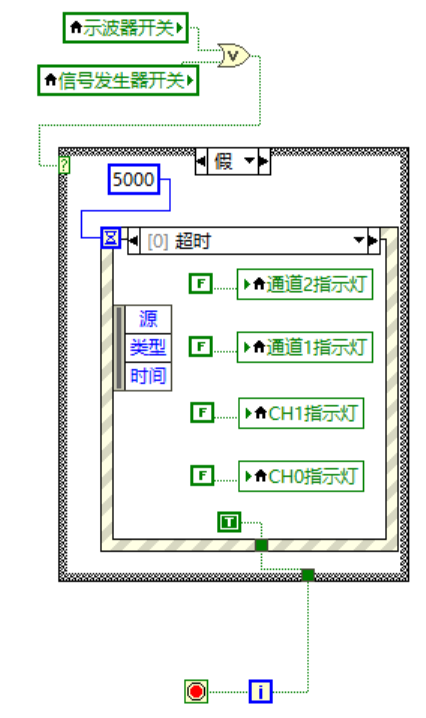 示波器开关
V
信号发生器开关
?
假
5000
[0] 超时
F
通道2指示灯
源
类型
时间
F
通道1指示灯
F
CH1指示灯
F
CH0指示灯
T
i